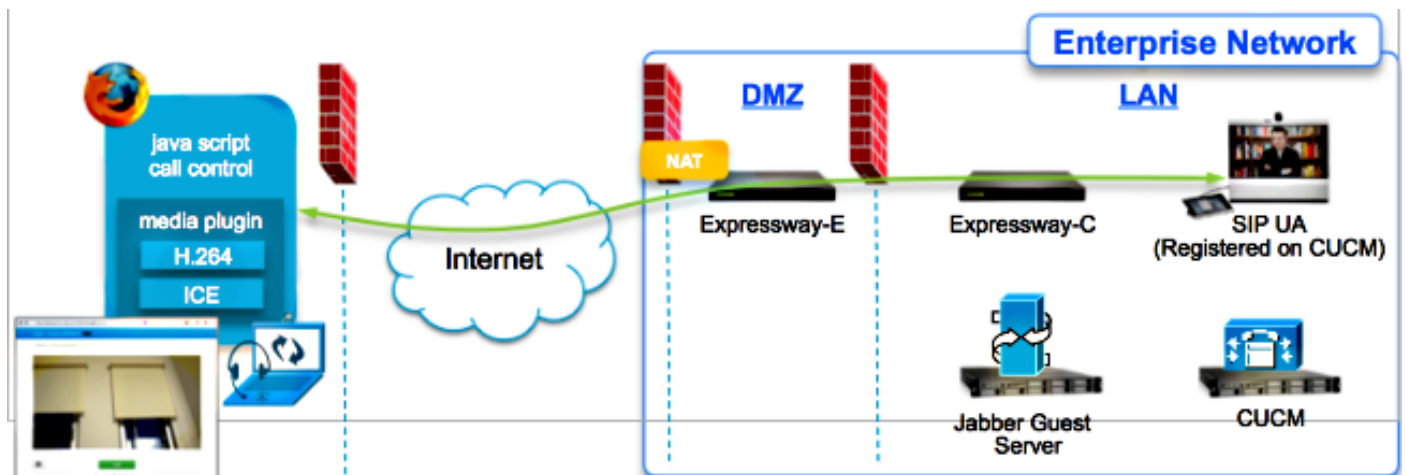 Enterprise Network
DMZ
LAN
java script
call control
media plugin
H.264
ICE
Internet
NAT
Expressway-E
Expressway-C
SIP UA
(Registered on CUCM)
Jabber Guest
Server
CUCM